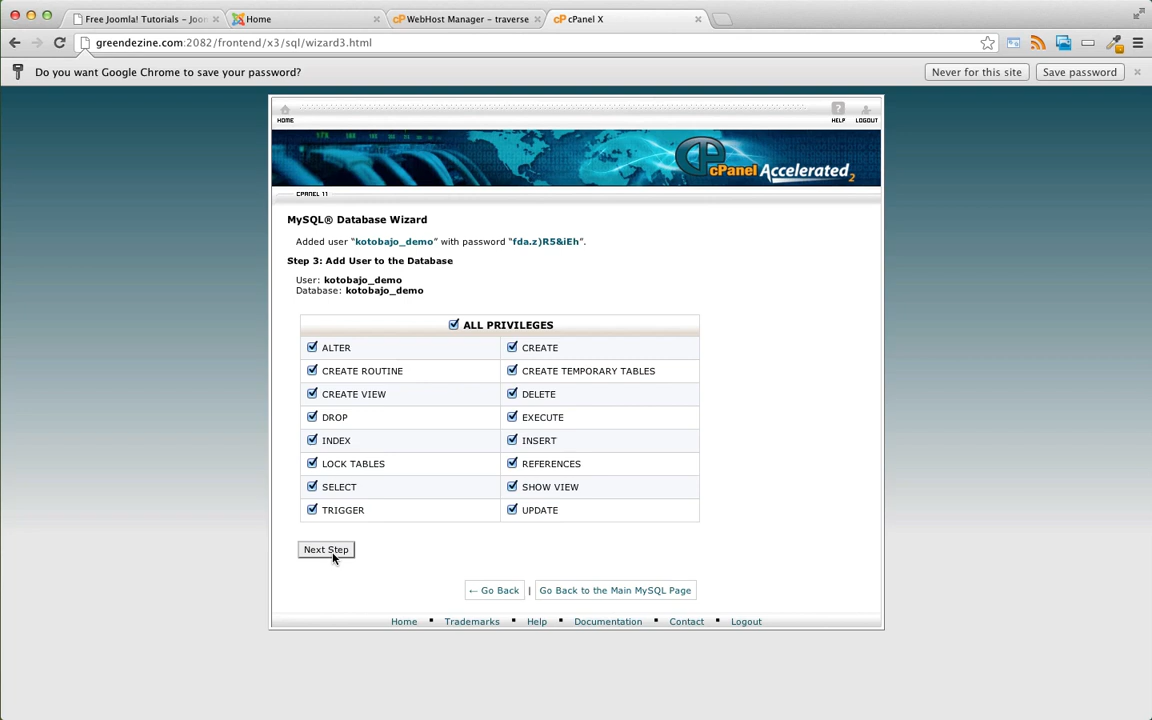 Free Joomla! Tutorials – Joon
Home
cP WebHost Manager – traverse
cP cPanel X
greendezine.com:2082/frontend/x3/sql/wizard3.html
Do you want Google Chrome to save your password?
Never for this site
Save password
HOME
HELP
LOGOUT
cPanel Accelerated2
CPANEL 11
MySQL® Database Wizard
Added user “kotobajo_demo” with password “fda.z)R5&iEh”.
Step 3: Add User to the Database
User: kotobajo_demo
Database: kotobajo_demo
ALL PRIVILEGES
ALTER
CREATE
CREATE ROUTINE
CREATE TEMPORARY TABLES
CREATE VIEW
DELETE
DROP
EXECUTE
INDEX
INSERT
LOCK TABLES
REFERENCES
SELECT
SHOW VIEW
TRIGGER
UPDATE
Next Step
← Go Back | Go Back to the Main MySQL Page
Home ▪ Trademarks ▪ Help ▪ Documentation ▪ Contact ▪ Logout